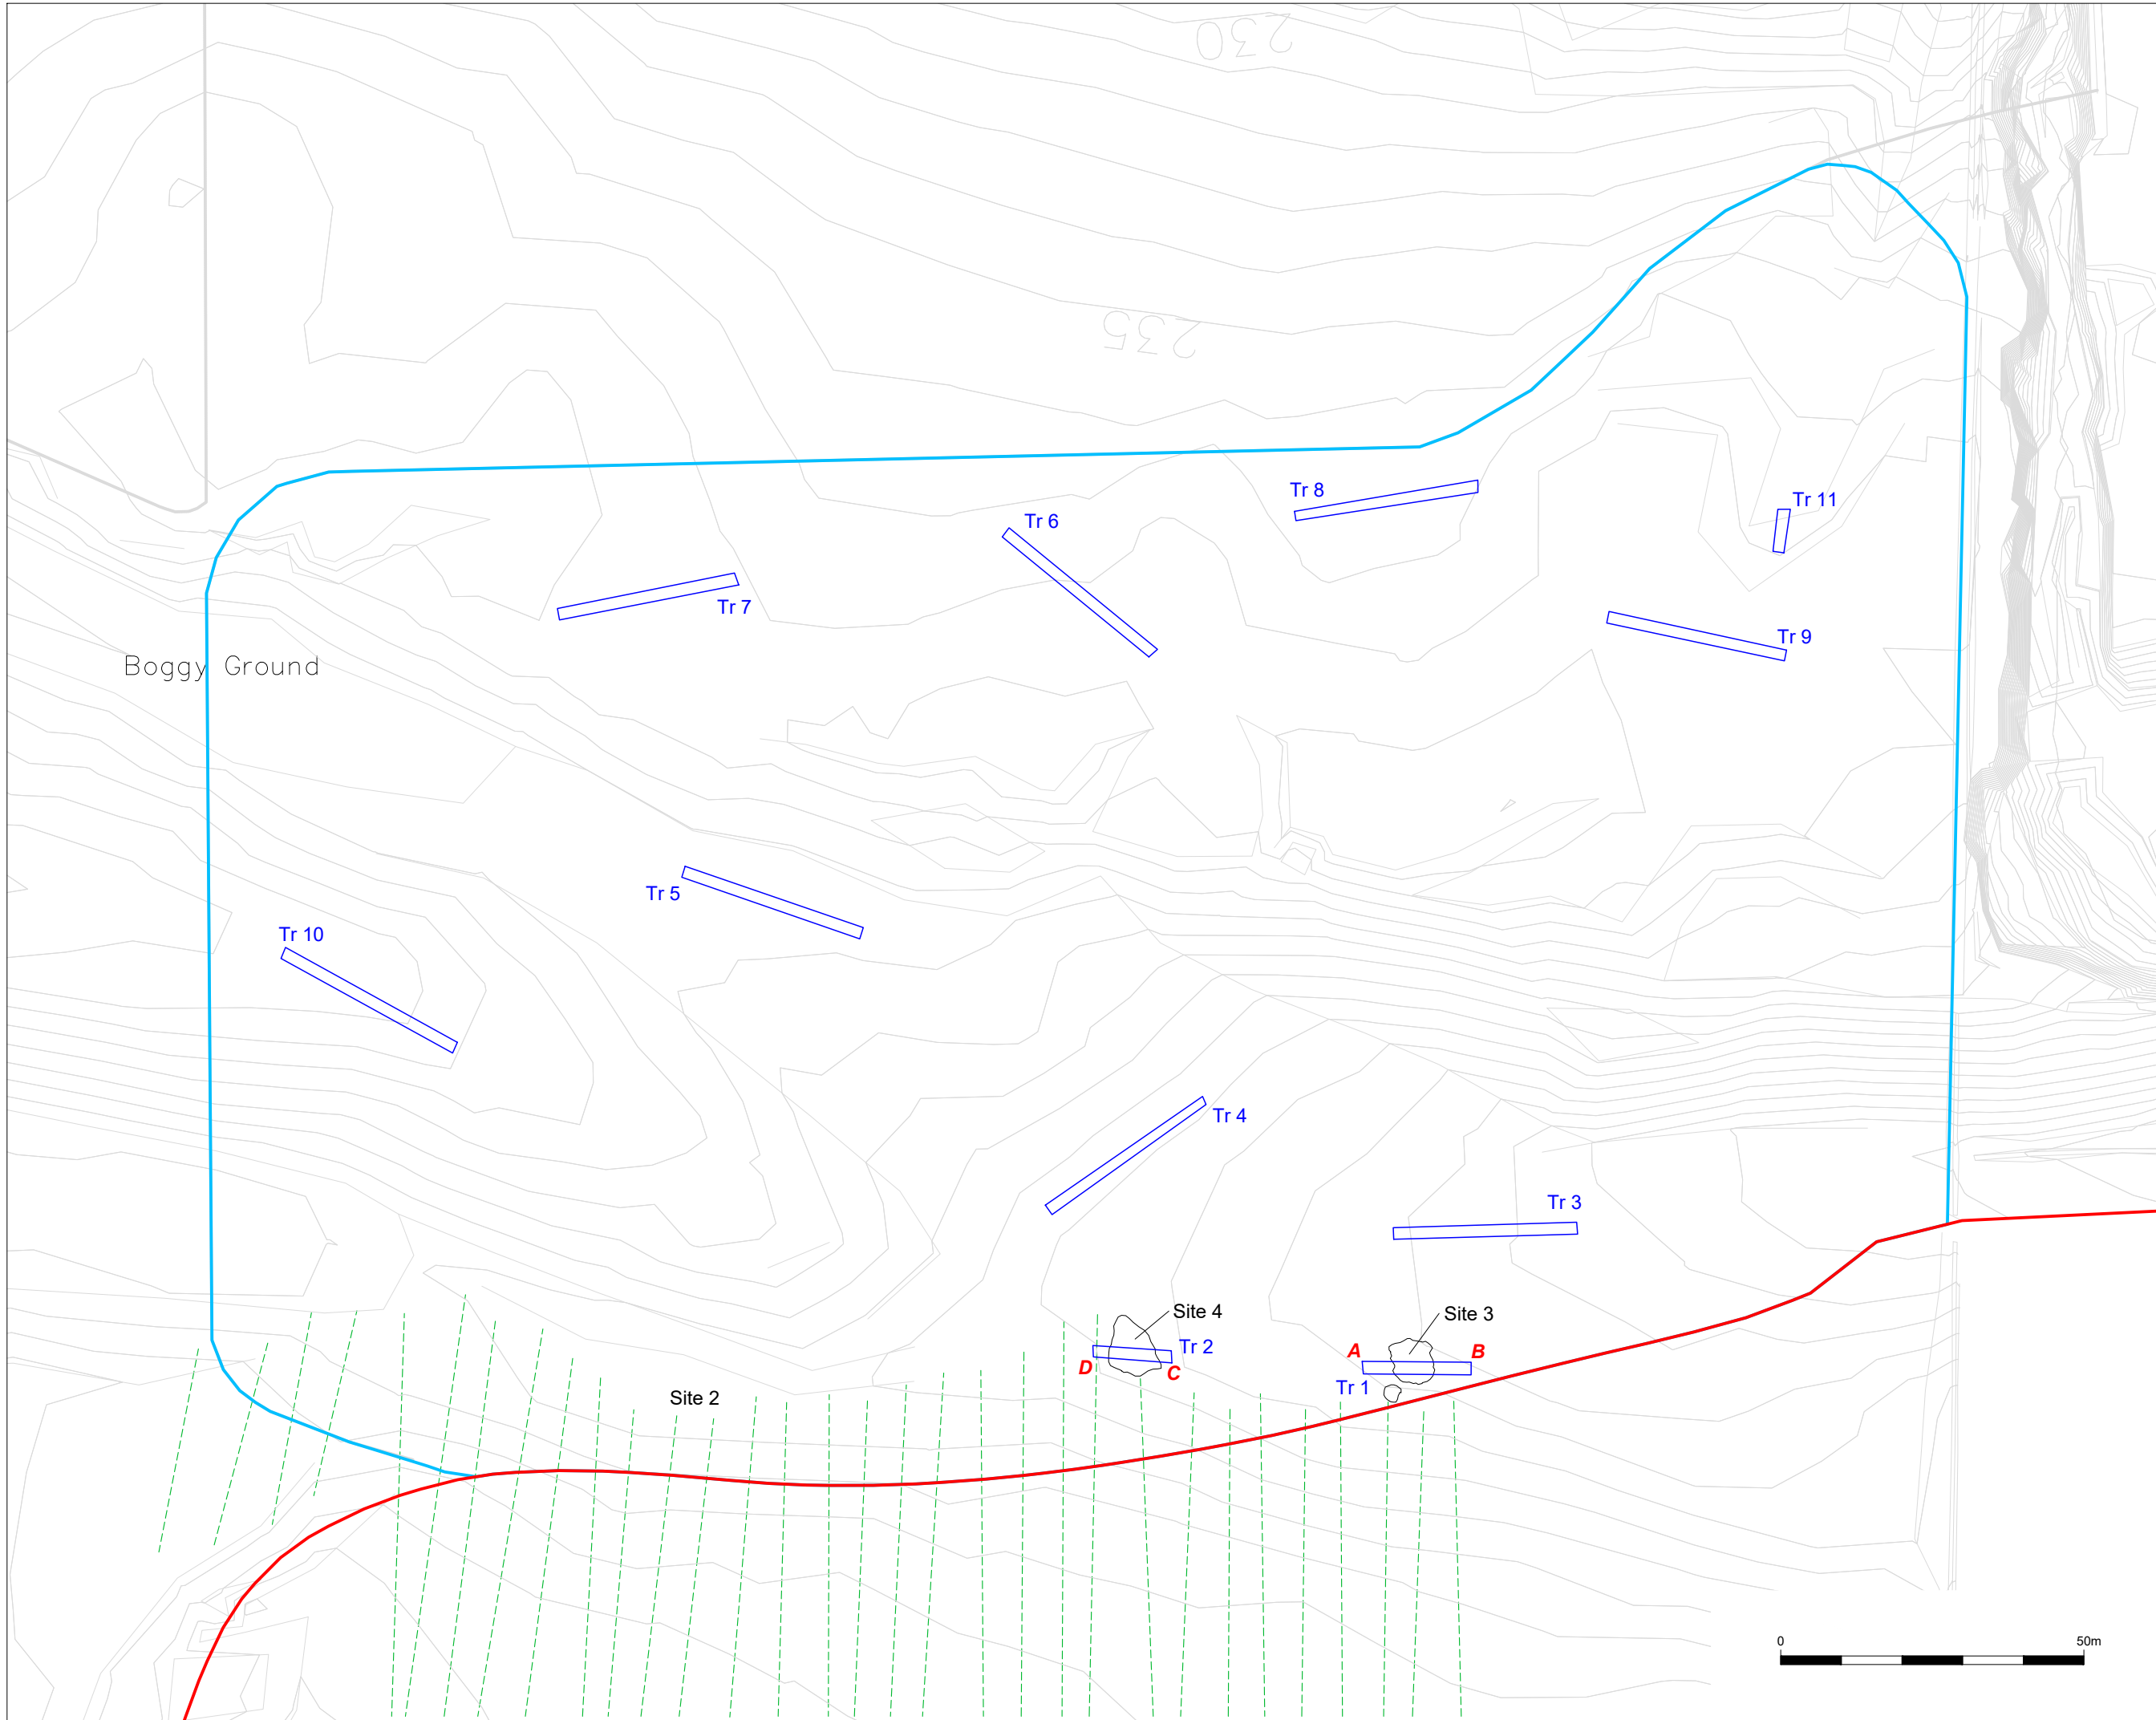 230
235
Tr 8
Tr 11
Tr 6
Tr 7
Tr 9
Boggy Ground
Tr 5
Tr 10
Tr 4
Tr 3
Site 4
Site 3
Tr 2
A
B
D
C
Tr 1
Site 2
0
50m